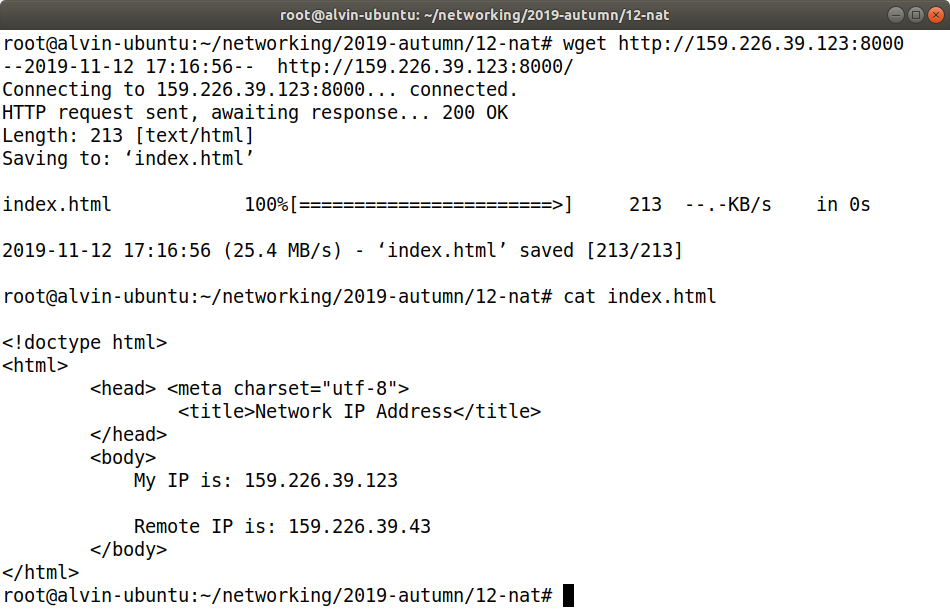 root@alvin-ubuntu: ~/networking/2019-autumn/12-nat
root@alvin-ubuntu:~/networking/2019-autumn/12-nat# wget http://159.226.39.123:8000
--2019-11-12 17:16:56--  http://159.226.39.123:8000/
Connecting to 159.226.39.123:8000... connected.
HTTP request sent, awaiting response... 200 OK
Length: 213 [text/html]
Saving to: ‘index.html’
index.html            100%[=======================>]     213  --.-KB/s    in 0s
2019-11-12 17:16:56 (25.4 MB/s) - ‘index.html’ saved [213/213]
root@alvin-ubuntu:~/networking/2019-autumn/12-nat# cat index.html
<!doctype html>
<html>
        <head> <meta charset="utf-8">
                <title>Network IP Address</title>
        </head>
        <body>
            My IP is: 159.226.39.123
            Remote IP is: 159.226.39.43
        </body>
</html>
root@alvin-ubuntu:~/networking/2019-autumn/12-nat#